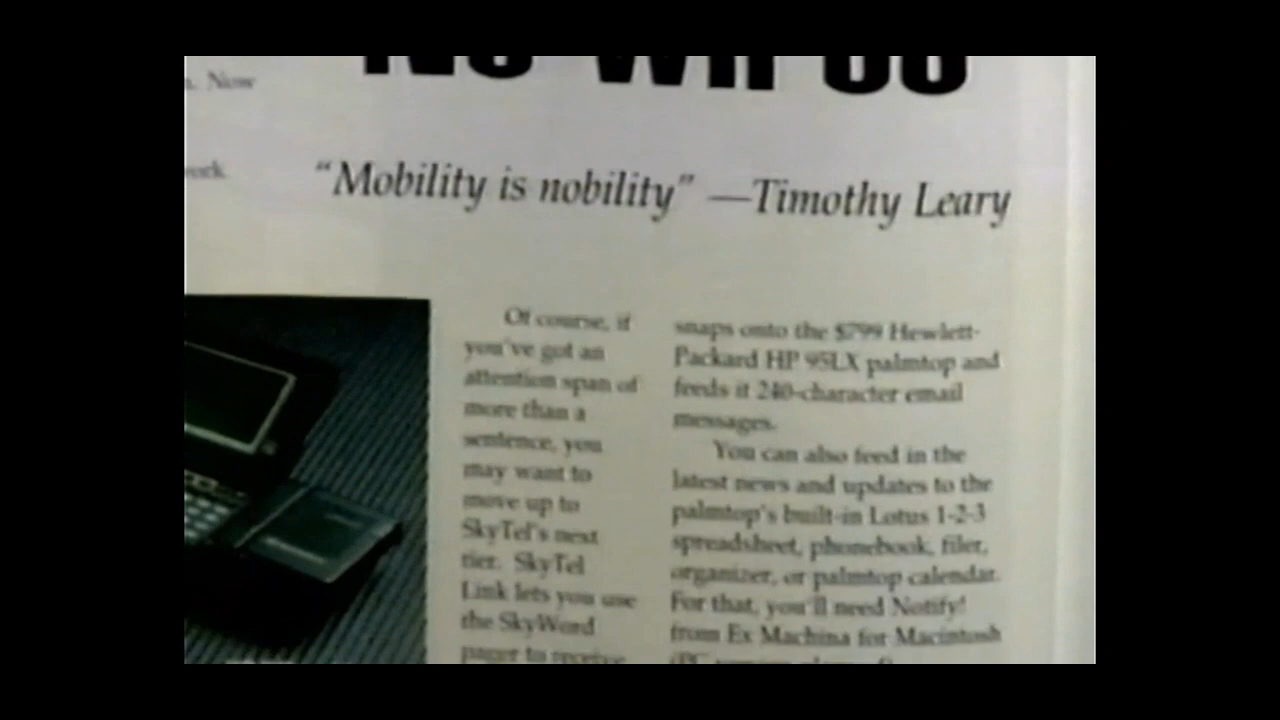 n. Now
work
"Mobility is nobility" —Timothy Leary
Of course, if
you've got an
attention span of
more than a
sentence, you
may want to
move up to
SkyTel's next
tier. SkyTel
Link lets you use
the SkyWord
pager to receive
snaps onto the $799 Hewlett-
Packard HP 95LX palmtop and
feeds it 240-character email
messages.
You can also feed in the
latest news and updates to the
palmtop's built-in Lotus 1-2-3
spreadsheet, phonebook, filer,
organizer, or palmtop calendar.
For that, you'll need Notify!
from Ex Machina for Macintosh